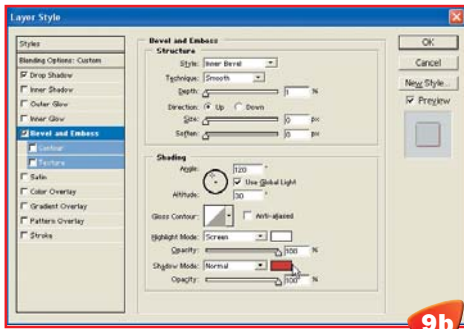 Layer Style
Styles
Blending Options: Custom
Drop Shadow
Inner Shadow
Outer Glow
Inner Glow
Bevel and Emboss
Contour
Texture
Satin
Color Overlay
Gradient Overlay
Pattern Overlay
Stroke
Bevel and Emboss
Structure
Style: Inner Bevel
Technique: Smooth
Depth: 1 %
Direction: Up Down
Size: 0 px
Soften: 0 px
Shading
Angle: 120 °
Use Global Light
Altitude: 30 °
Gloss Contour: Anti-aliased
Highlight Mode: Screen
Opacity: 100 %
Shadow Mode: Normal
Opacity: 100 %
OK
Cancel
New Style...
Preview
9b